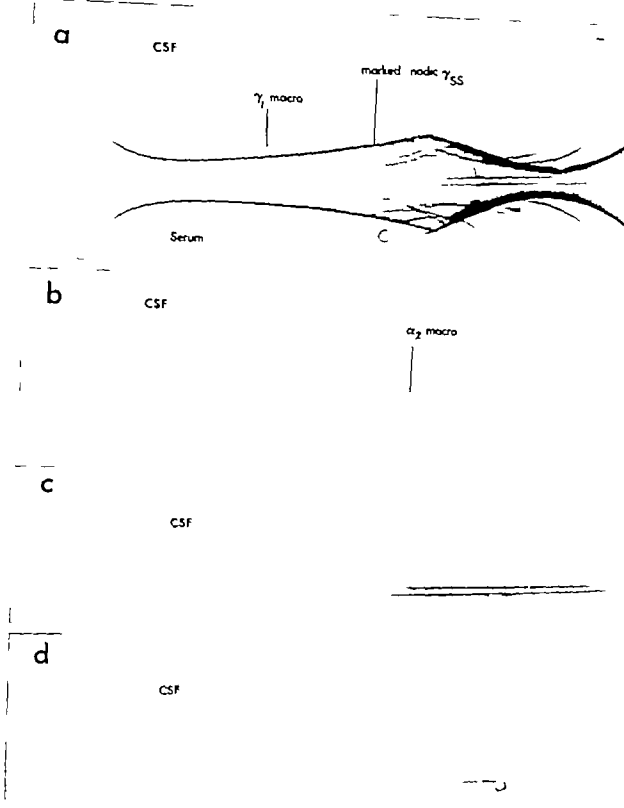 a
CSF
marked nodic γSS
γ1 macro
Serum
C
b
CSF
α2 macro
c
CSF
d
CSF